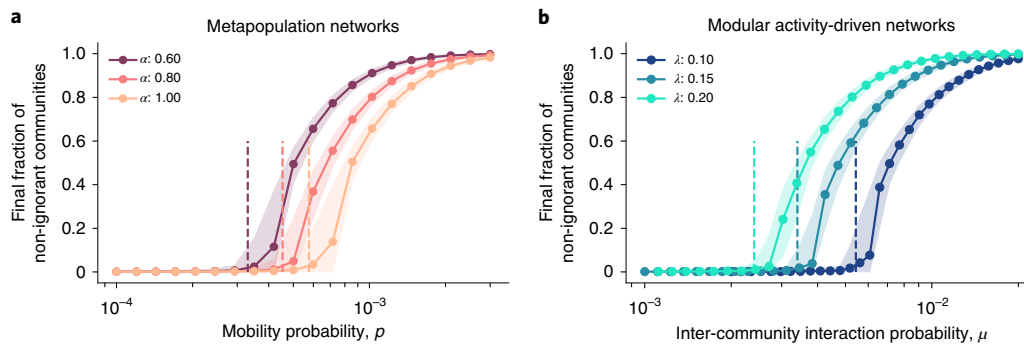 a
Metapopulation networks
α: 0.60
α: 0.80
α: 1.00
1.0
0.8
0.6
0.4
0.2
0
Final fraction of
non-ignorant communities
10⁻⁴
10⁻³
Mobility probability, p
b
Modular activity-driven networks
λ: 0.10
λ: 0.15
λ: 0.20
1.0
0.8
0.6
0.4
0.2
0
Final fraction of
non-ignorant communities
10⁻³
10⁻²
Inter-community interaction probability, μ